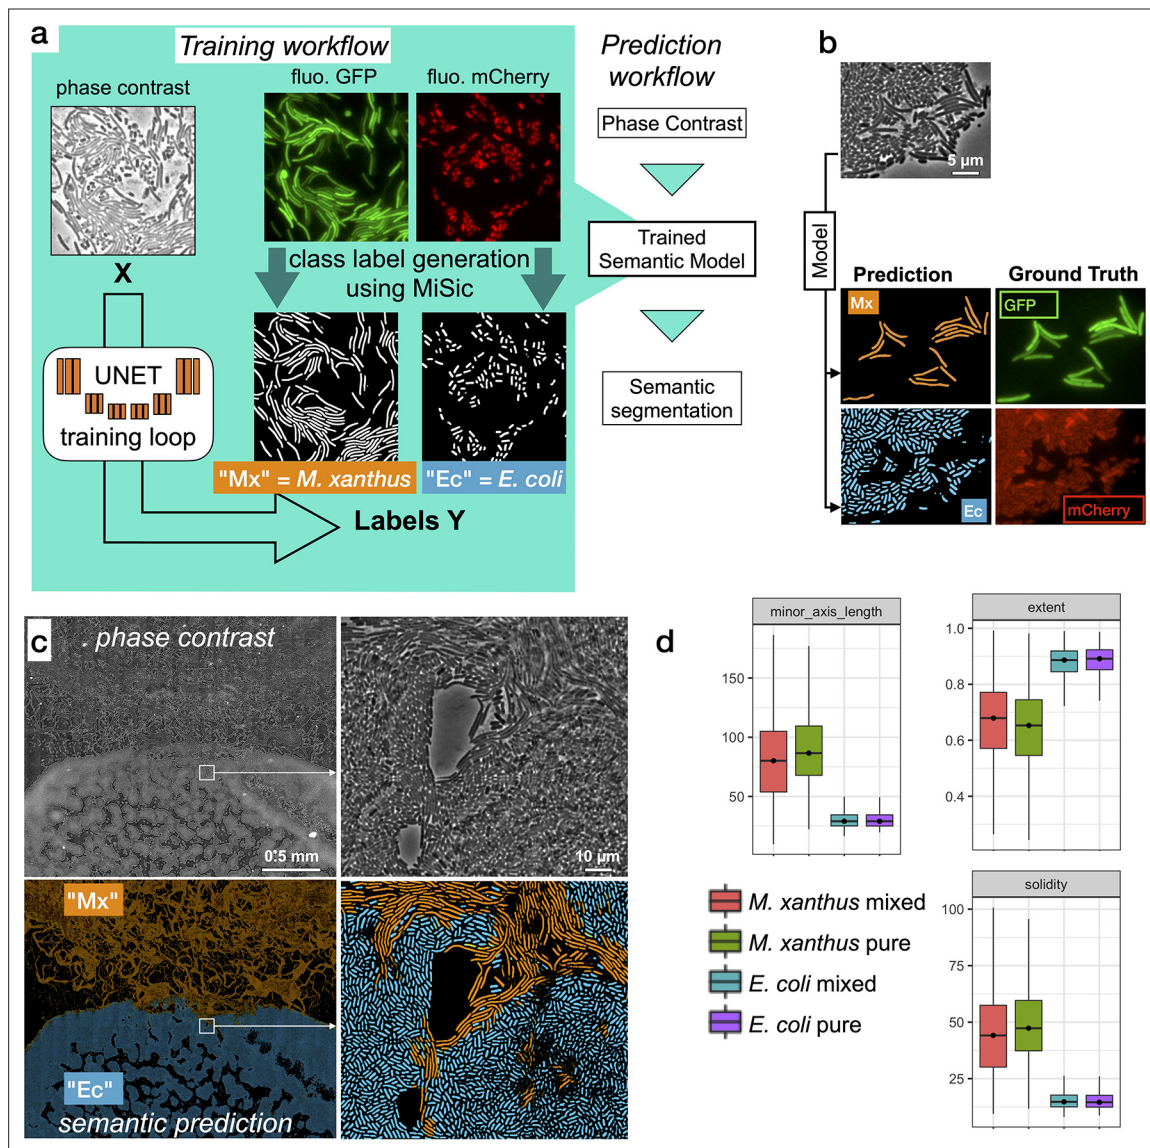 a
Training workflow
phase contrast
fluo. GFP
fluo. mCherry
X
class label generation
using MiSic
UNET
training loop
"Mx" = M. xanthus
"Ec" = E. coli
Labels Y
Prediction
workflow
Phase Contrast
Trained
Semantic Model
Semantic
segmentation
b
5 µm
Model
Prediction
Ground Truth
Mx
GFP
Ec
mCherry
c
phase contrast
0.5 mm
10 µm
"Mx"
"Ec"
semantic prediction
d
minor_axis_length
150
100
50
extent
1.0
0.8
0.6
0.4
M. xanthus mixed
M. xanthus pure
E. coli mixed
E. coli pure
solidity
100
75
50
25